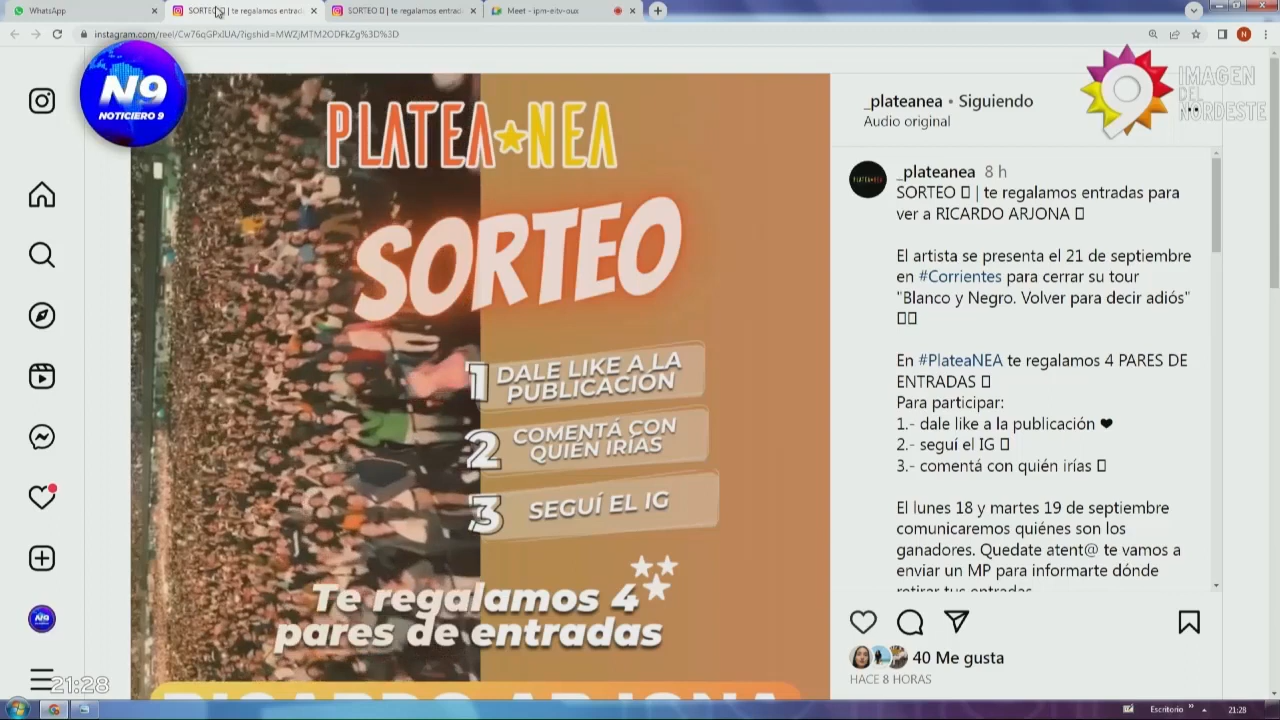 WhatsApp
SORTEO | te regalamos entrad
SORTEO | te regalamos entrad
Meet - ipm-eitv-oux
instagram.com/reel/Cw76qGPxlUA/?igshid=MWZjMTM2ODFkZg%3D%3D
N
N9
NOTICIERO 9
IMAGEN
DEL
NORDESTE
PLATEA NEA
SORTEO
1 DALE LIKE A LA
PUBLICACIÓN
2 COMENTÁ CON
QUIÉN IRÍAS
3 SEGUÍ EL IG
Te regalamos 4
pares de entradas
RICARDO ARJONA
_plateanea • Siguiendo
Audio original
_plateanea 8 h
SORTEO | te regalamos entradas para
ver a RICARDO ARJONA
El artista se presenta el 21 de septiembre
en #Corrientes para cerrar su tour
"Blanco y Negro. Volver para decir adiós"
En #PlateaNEA te regalamos 4 PARES DE
ENTRADAS
Para participar:
1.- dale like a la publicación ❤
2.- seguí el IG
3.- comentá con quién irías
El lunes 18 y martes 19 de septiembre
comunicaremos quiénes son los
ganadores. Quedate atent@ te vamos a
enviar un MP para informarte dónde
retirar tus entradas
40 Me gusta
HACE 8 HORAS
N9
21:28
Escritorio
21:28